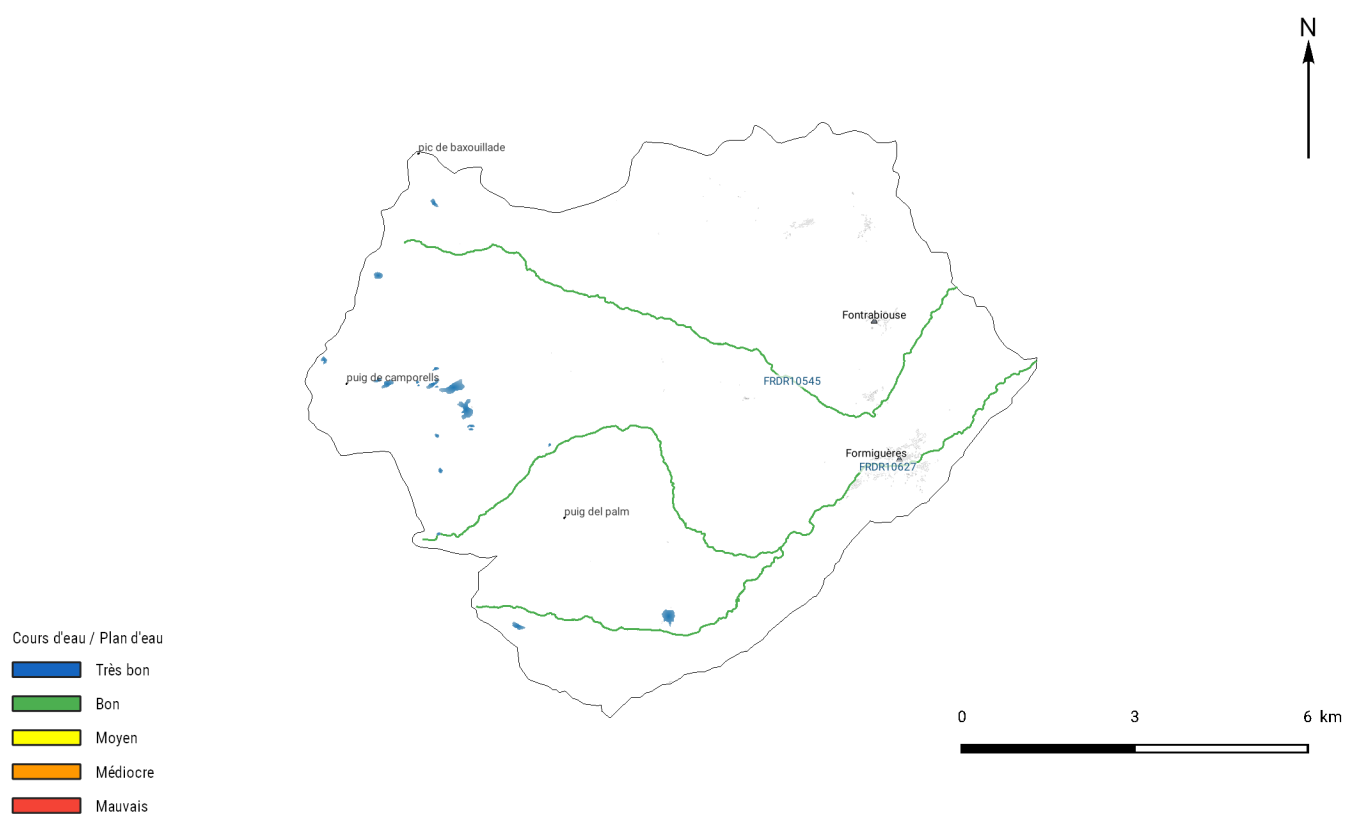 N
pic de baxouillade
Fontrabiouse
puig de camporells
FRDR10545
Formiguères
FRDR10627
puig del palm
Cours d'eau / Plan d'eau
Très bon
Bon
Moyen
Médiocre
Mauvais
0 3 6 km